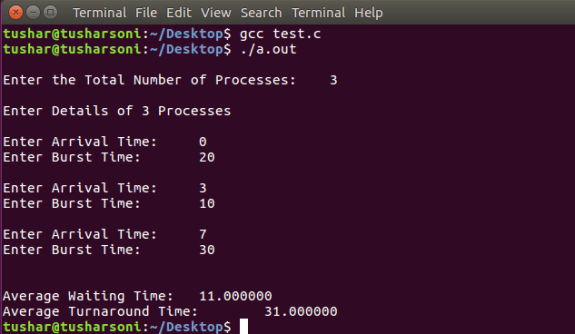 Terminal File Edit View Search Terminal Help
tushar@tusharsoni:~/Desktop$ gcc test.c
tushar@tusharsoni:~/Desktop$ ./a.out
Enter the Total Number of Processes: 3
Enter Details of 3 Processes
Enter Arrival Time: 0
Enter Burst Time: 20
Enter Arrival Time: 3
Enter Burst Time: 10
Enter Arrival Time: 7
Enter Burst Time: 30
Average Waiting Time: 11.000000
Average Turnaround Time: 31.000000
tushar@tusharsoni:~/Desktop$